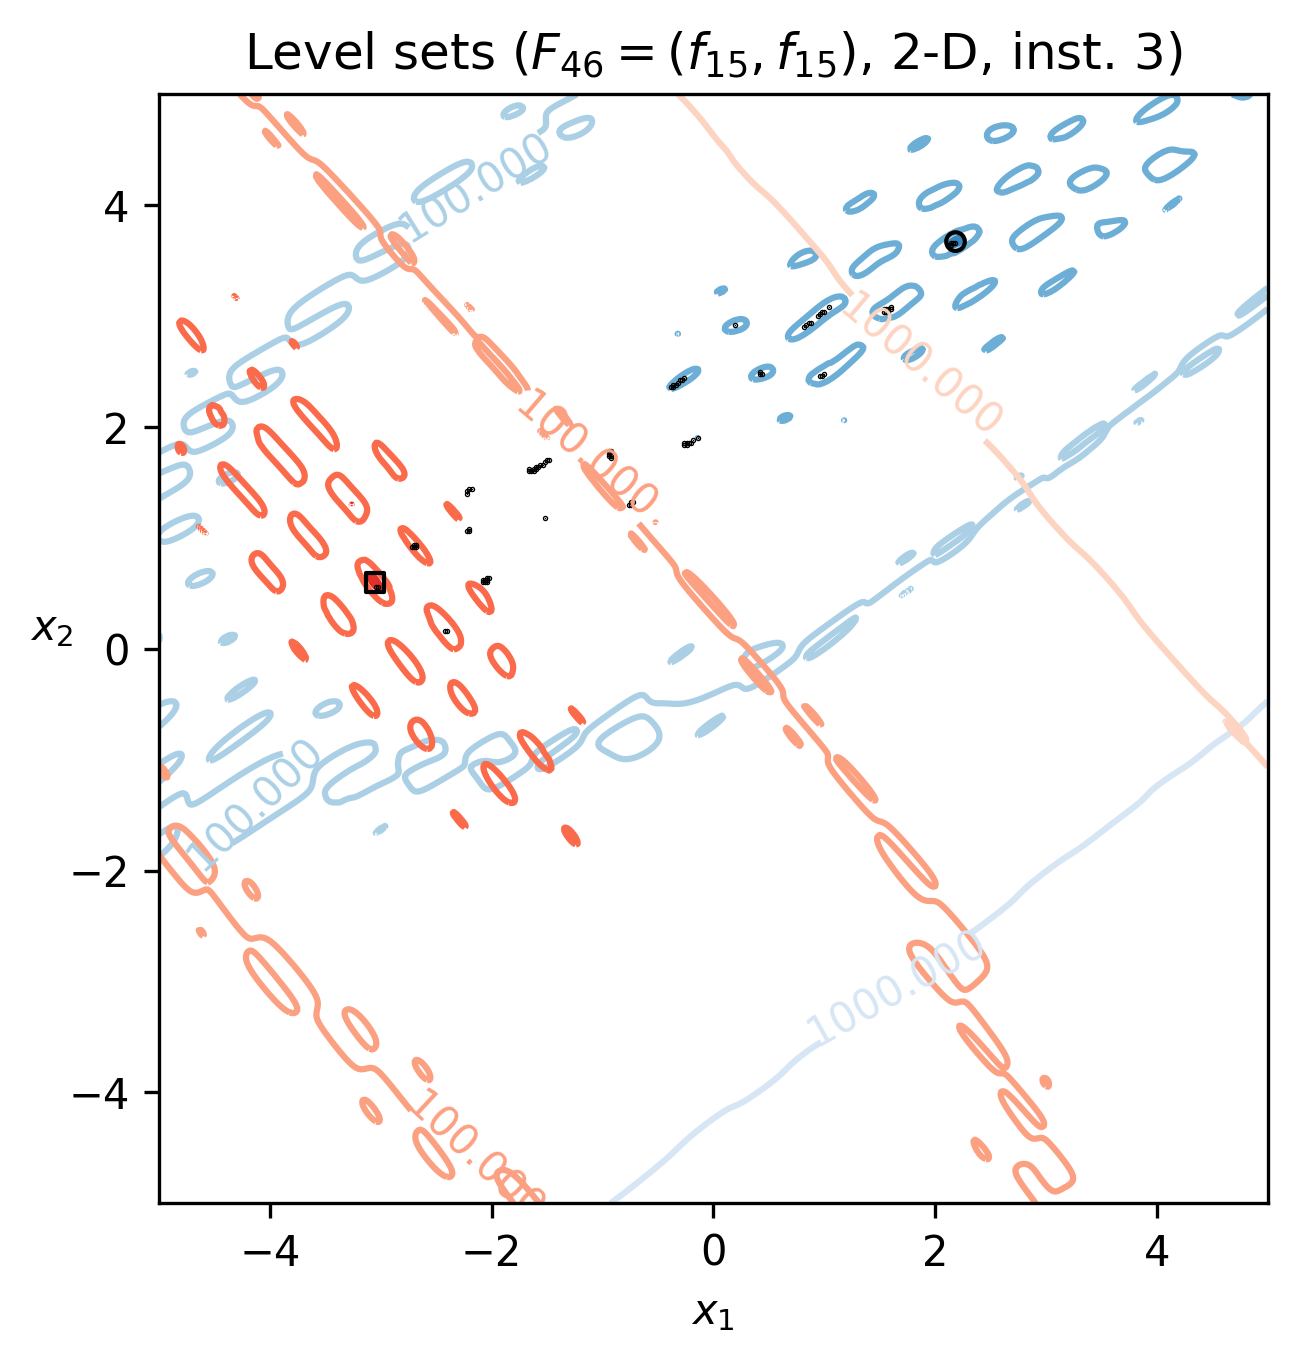 Level sets (F₄₆ = (f₁₅, f₁₅), 2-D, inst. 3)
100.000
1000.000
100.000
100.000
1000.000
100.000
4
2
0
−2
−4
x₂
−4 −2 0 2 4
x₁